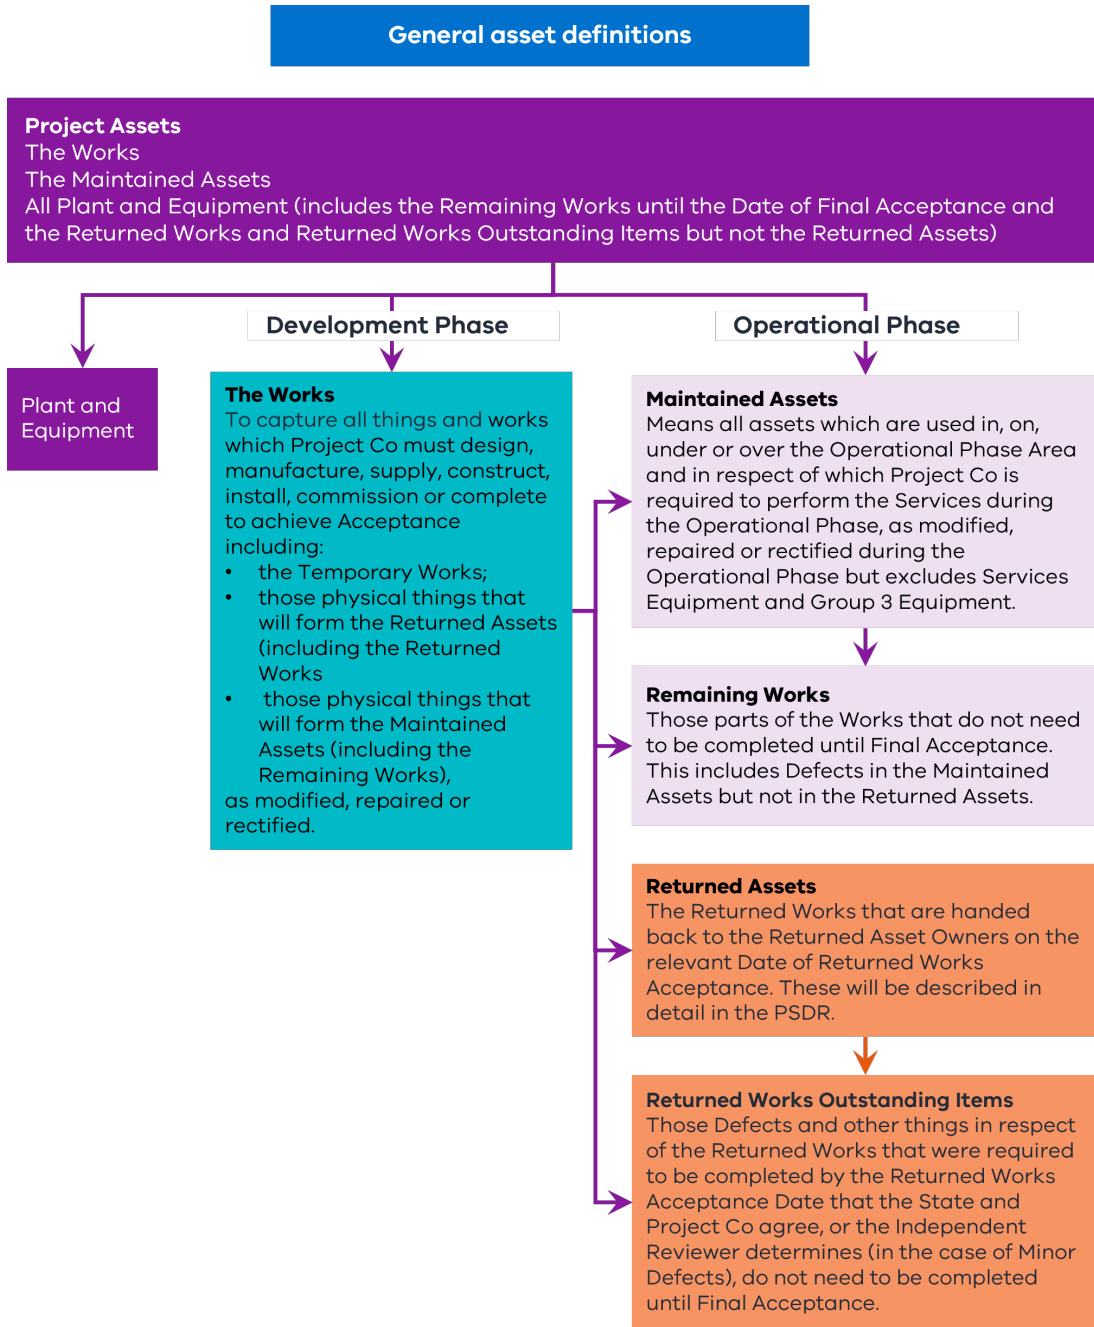 General asset definitions
Project Assets
The Works
The Maintained Assets
All Plant and Equipment (includes the Remaining Works until the Date of Final Acceptance and
the Returned Works and Returned Works Outstanding Items but not the Returned Assets)
Development Phase
Operational Phase
Plant and
Equipment
The Works
To capture all things and works
which Project Co must design,
manufacture, supply, construct,
install, commission or complete
to achieve Acceptance
including:
• the Temporary Works;
• those physical things that
will form the Returned Assets
(including the Returned
Works
• those physical things that
will form the Maintained
Assets (including the
Remaining Works),
as modified, repaired or
rectified.
Maintained Assets
Means all assets which are used in, on,
under or over the Operational Phase Area
and in respect of which Project Co is
required to perform the Services during
the Operational Phase, as modified,
repaired or rectified during the
Operational Phase but excludes Services
Equipment and Group 3 Equipment.
Remaining Works
Those parts of the Works that do not need
to be completed until Final Acceptance.
This includes Defects in the Maintained
Assets but not in the Returned Assets.
Returned Assets
The Returned Works that are handed
back to the Returned Asset Owners on the
relevant Date of Returned Works
Acceptance. These will be described in
detail in the PSDR.
Returned Works Outstanding Items
Those Defects and other things in respect
of the Returned Works that were required
to be completed by the Returned Works
Acceptance Date that the State and
Project Co agree, or the Independent
Reviewer determines (in the case of Minor
Defects), do not need to be completed
until Final Acceptance.